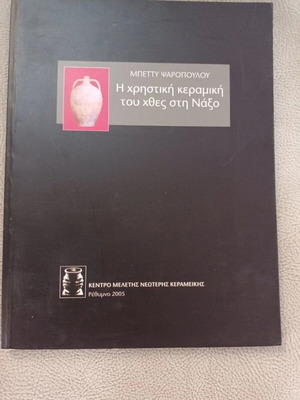 ΜΠΕΤΤΥ ΨΑΡΟΠΟΥΛΟΥ
Η χρηστική κεραμική
του χθες στη Νάξο
ΚΕΝΤΡΟ ΜΕΛΕΤΗΣ ΝΕΩΤΕΡΗΣ ΚΕΡΑΜΕΙΚΗΣ
Ρέθυμνο 2005